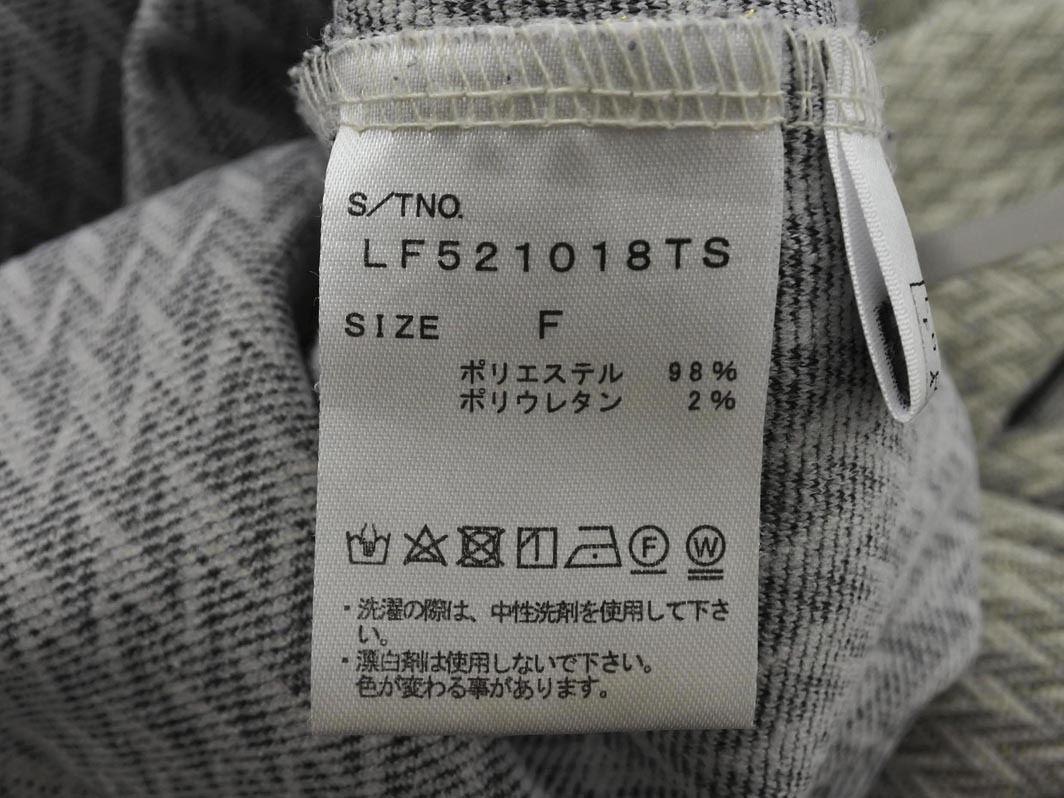 S/TNO.
LF521018TS
SIZE F
ポリエステル 98%
ポリウレタン 2%
F W
・洗濯の際は、中性洗剤を使用して下さ
い。
・漂白剤は使用しないで下さい。
色が変わる事があります。